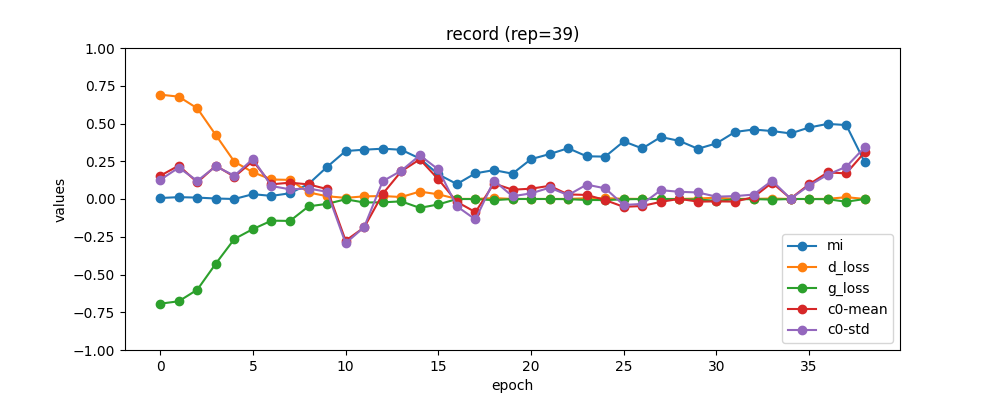 record (rep=39)
1.00
0.75
0.50
0.25
0.00
−0.25
−0.50
−0.75
−1.00
values
0 5 10 15 20 25 30 35
epoch
mi
d_loss
g_loss
c0-mean
c0-std